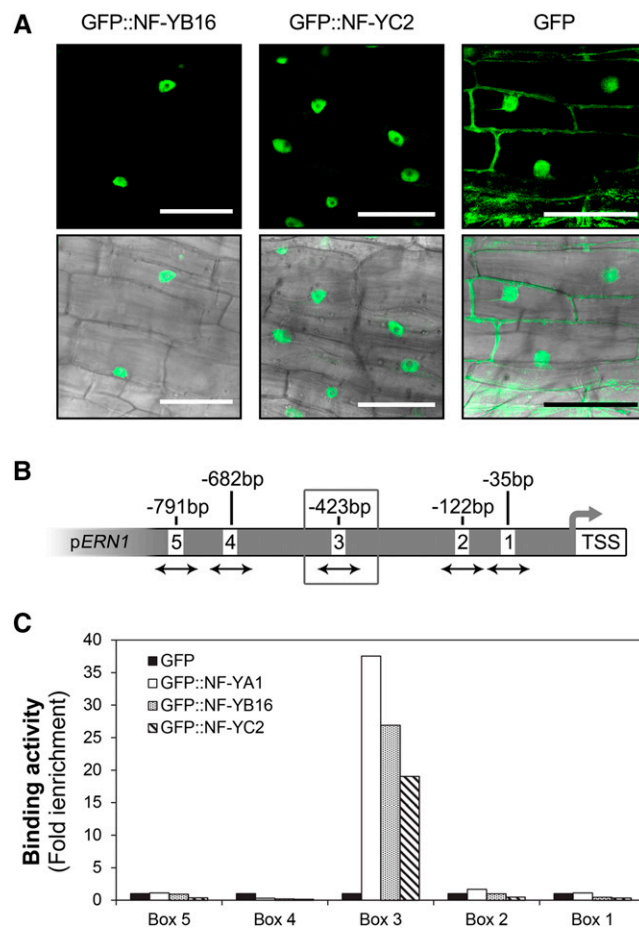 A
GFP::NF-YB16
GFP::NF-YC2
GFP
B
-682bp
-35bp
-791bp
-423bp
-122bp
pERN1
5
4
3
2
1
TSS
C
Binding activity
(Fold ienrichment)
40
35
30
25
20
15
10
5
0
GFP
GFP::NF-YA1
GFP::NF-YB16
GFP::NF-YC2
Box 5
Box 4
Box 3
Box 2
Box 1